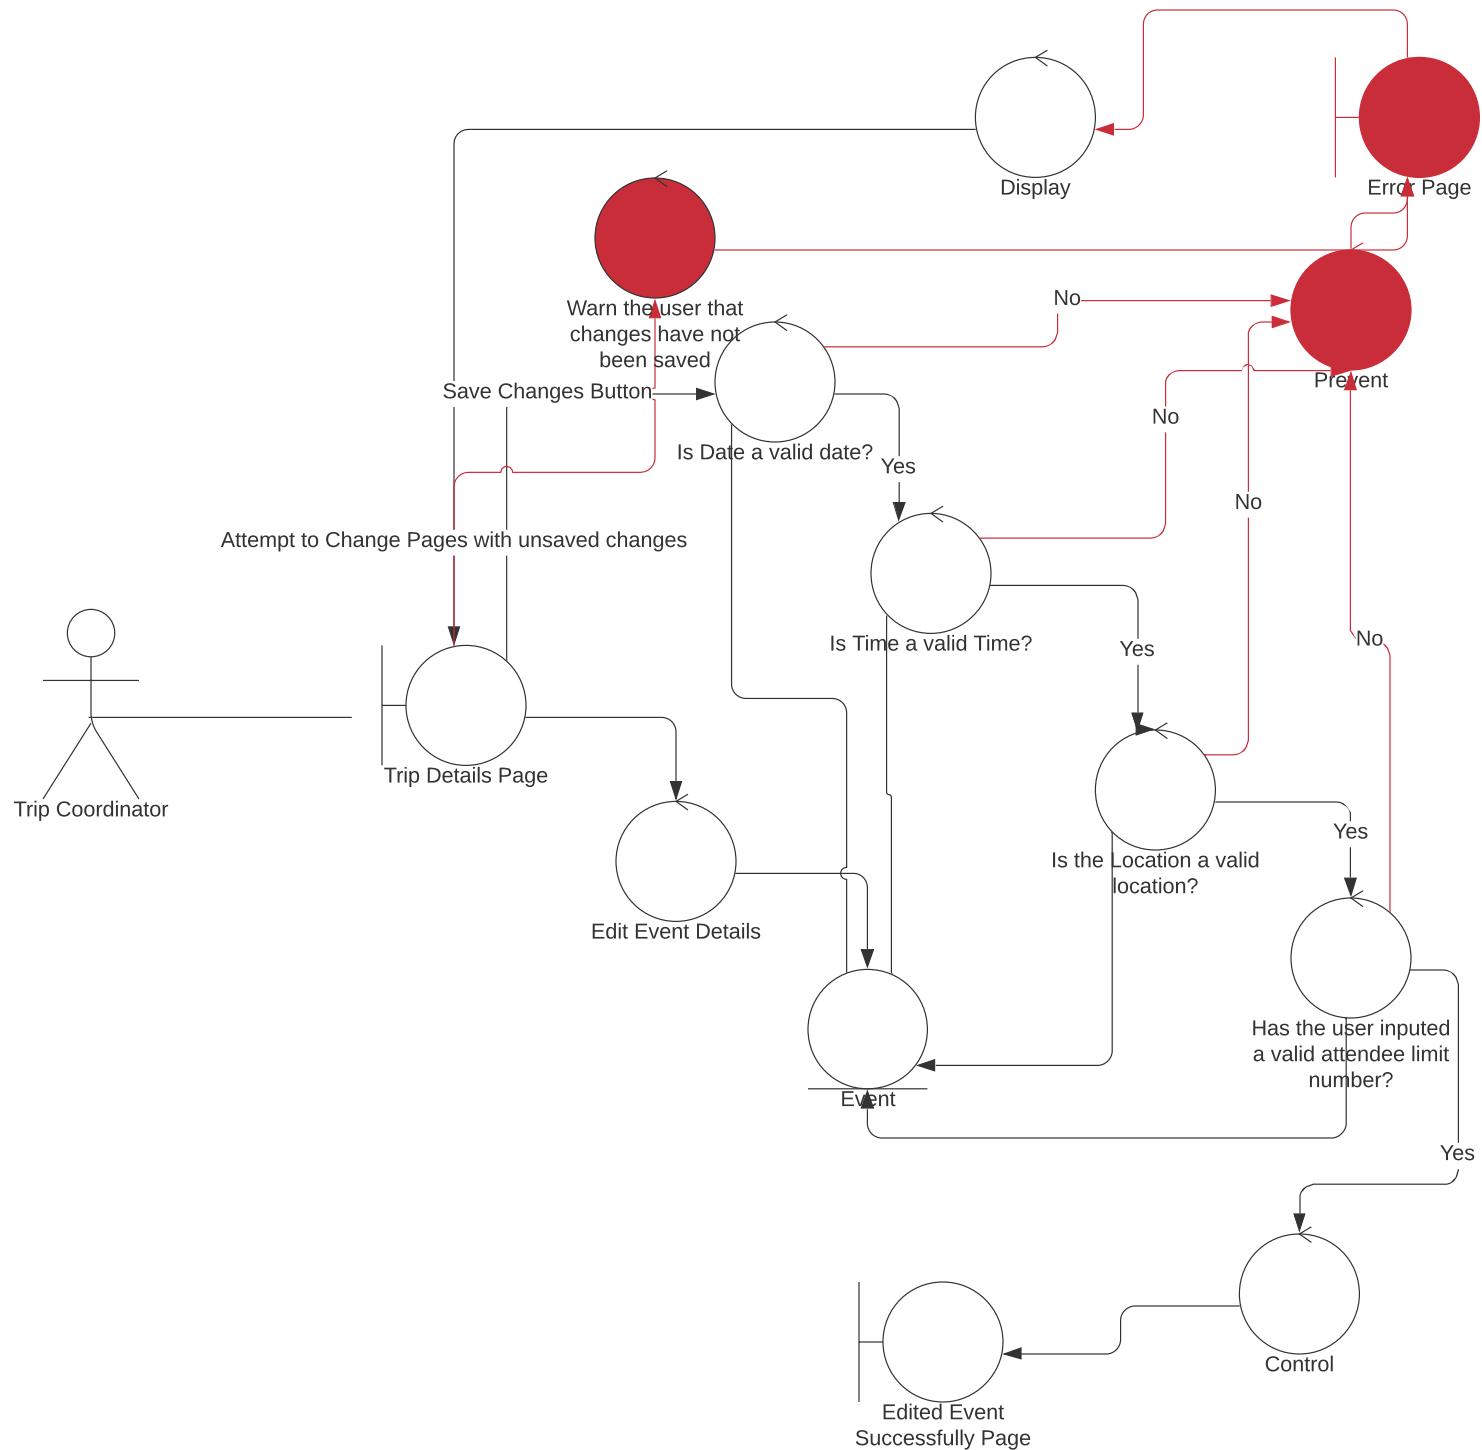 Display
Error Page
Warn the user that
changes have not
been saved
No
Prevent
Save Changes Button
No
Is Date a valid date?
Yes
No
Attempt to Change Pages with unsaved changes
Is Time a valid Time?
Yes
No
Trip Details Page
Trip Coordinator
Yes
Is the Location a valid
location?
Edit Event Details
Has the user inputed
a valid attendee limit
number?
Event
Yes
Control
Edited Event
Successfully Page